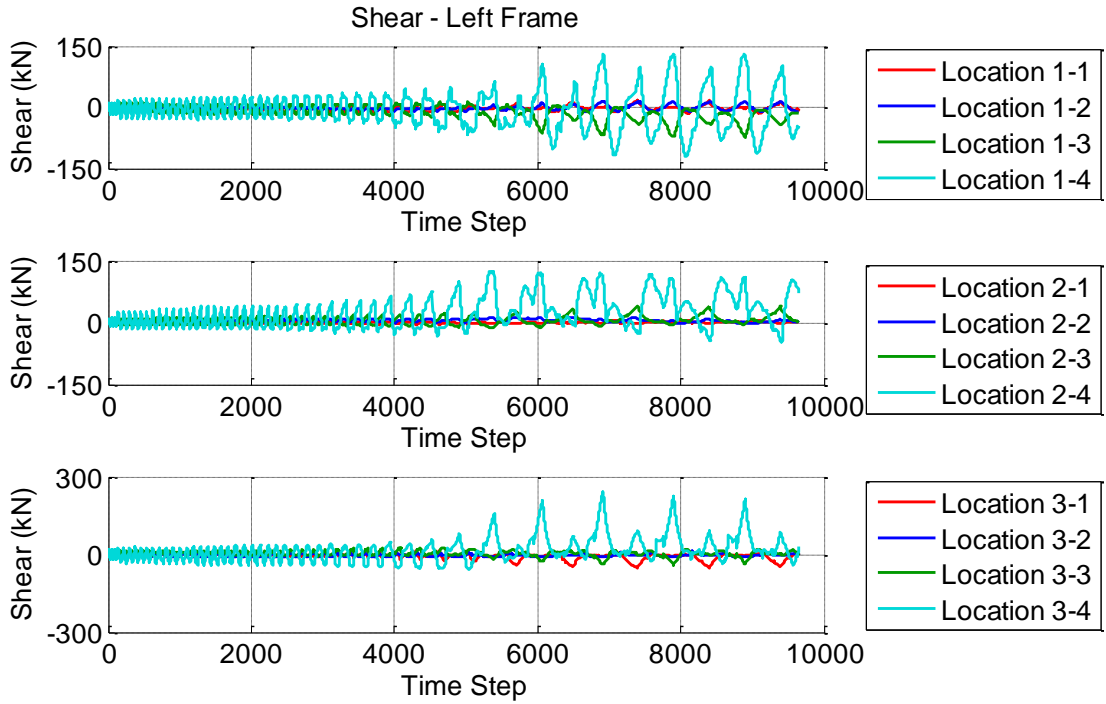 Shear - Left Frame
Shear (kN)
150
0
-150
0 2000 4000 6000 8000 10000
Time Step
Location 1-1
Location 1-2
Location 1-3
Location 1-4
Shear (kN)
150
0
-150
0 2000 4000 6000 8000 10000
Time Step
Location 2-1
Location 2-2
Location 2-3
Location 2-4
Shear (kN)
300
0
-300
0 2000 4000 6000 8000 10000
Time Step
Location 3-1
Location 3-2
Location 3-3
Location 3-4